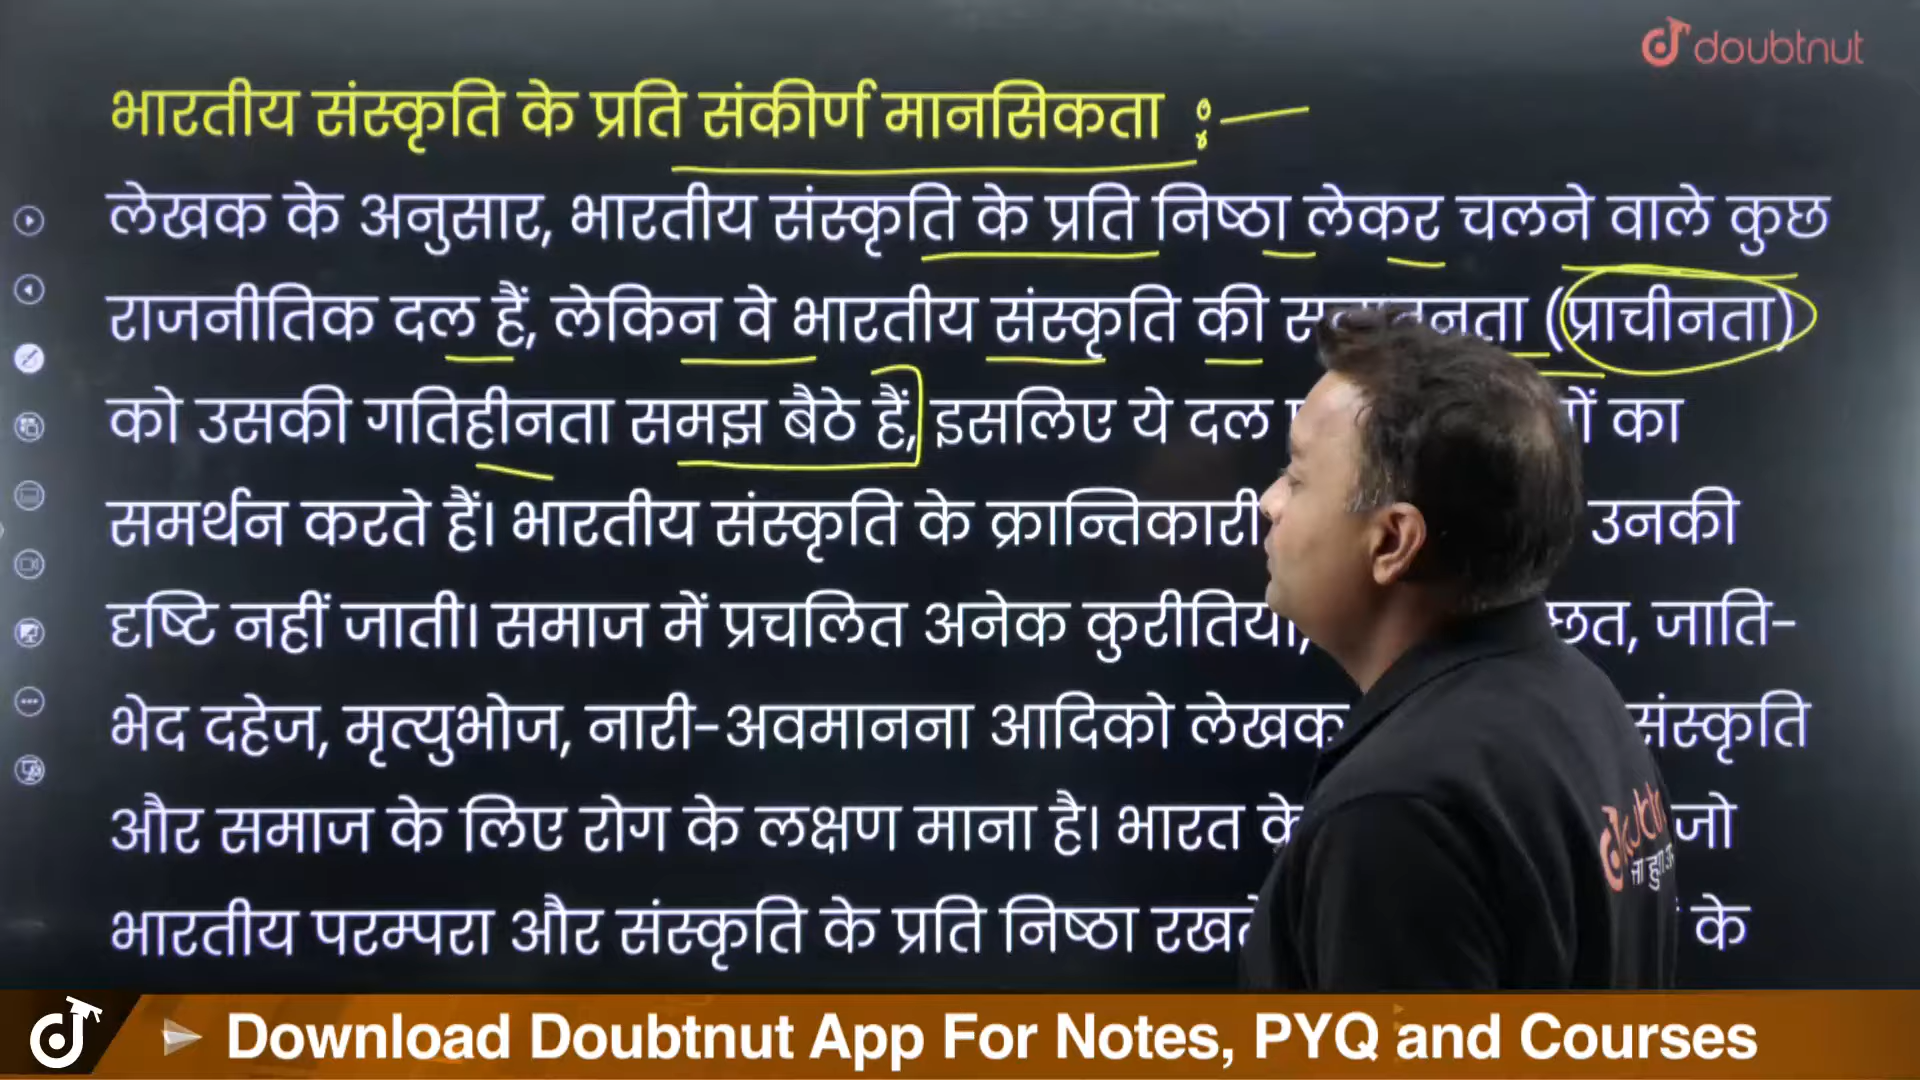 doubtnut
भारतीय संस्कृति के प्रति संकीर्ण मानसिकता :—
लेखक के अनुसार, भारतीय संस्कृति के प्रति निष्ठा लेकर चलने वाले कुछ
राजनीतिक दल हैं, लेकिन वे भारतीय संस्कृति की (प्राचीनता)
को उसकी गतिहीनता समझ बैठे हैं, इसलिए ये दल का
समर्थन करते हैं। भारतीय संस्कृति के क्रान्तिकारी उनकी
दृष्टि नहीं जाती। समाज में प्रचलित अनेक जाति-
भेद दहेज, मृत्युभोज, नारी-अवमानना आदिको लेखक संस्कृति
और समाज के लिए रोग के लक्षण माना है। भारत के जो
भारतीय परम्परा और संस्कृति के प्रति निष्ठा के
Download Doubtnut App For Notes, PYQ and Courses